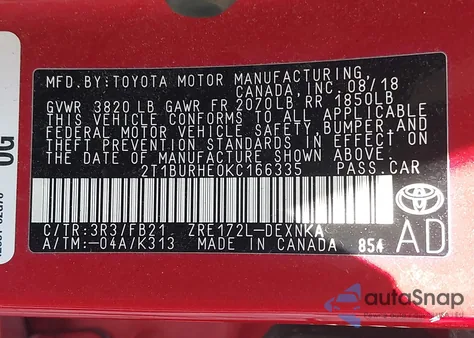 MFD.BY:TOYOTA MOTOR MANUFACTURING,
CANADA,INC.08/18
GVWR 3820 LB GAWR FR 2070LB RR 1850LB
THIS VEHICLE CONFORMS TO ALL APPLICABLE
FEDERAL MOTOR VEHICLE SAFETY,BUMPER,AND
THEFT PREVENTION STANDARDS IN EFFECT ON
THE DATE OF MANUFACTURE SHOWN ABOVE.
2T1BURHE0KC166335 PASS.CAR
C/TR:3R3/FB21 ZRE172L-DEXNKA
A/TM:-04A/K313 MADE IN CANADA 854
AD
autoSnap